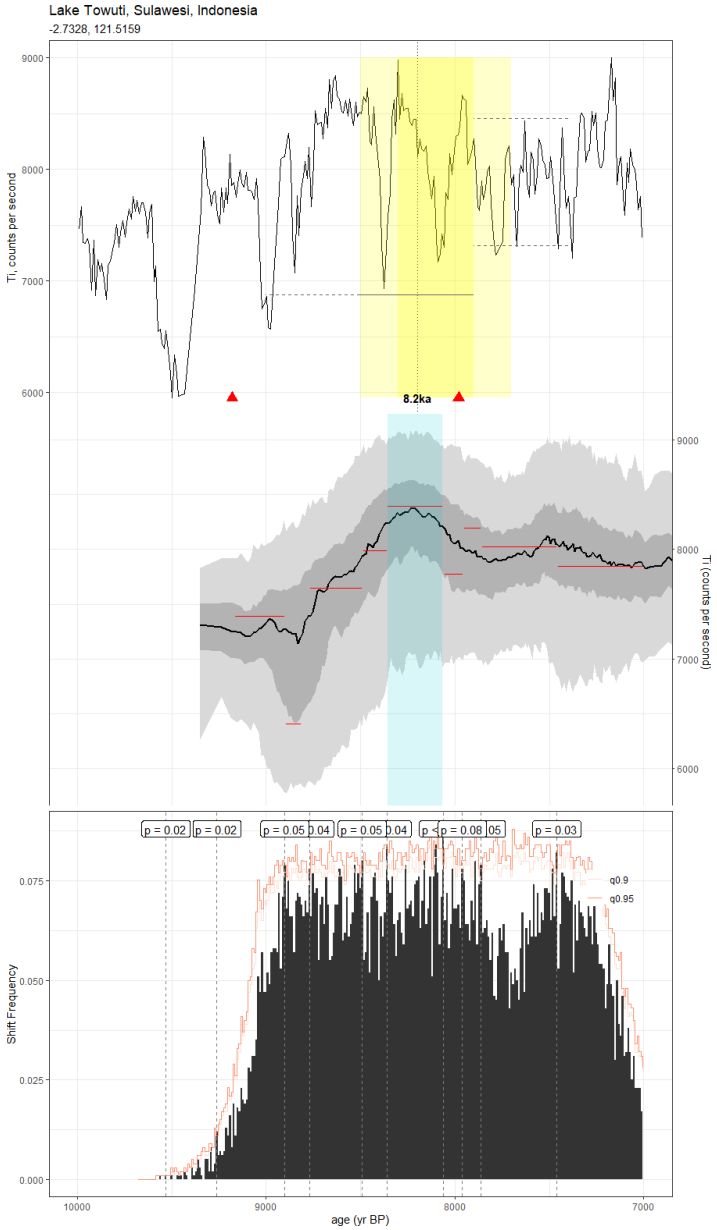 Lake Towuti, Sulawesi, Indonesia
-2.7328, 121.5159
9000
8000
7000
6000
Ti, counts per second
8.2ka
9000
8000
7000
6000
Ti (counts per second)
p = 0.02
p = 0.02
p = 0.05
0.04
p = 0.05
0.04
p <
p = 0.08
05
p = 0.03
q0.9
q0.95
0.075
0.050
0.025
0.000
Shift Frequency
10000
9000
8000
7000
age (yr BP)